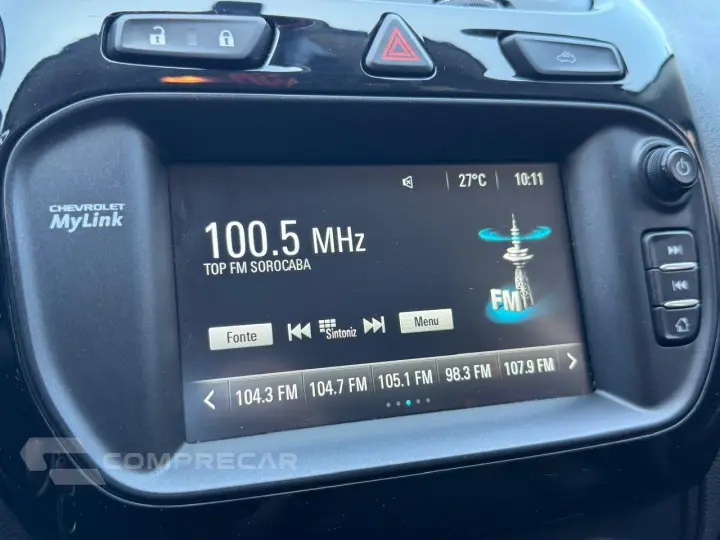 CHEVROLET
MyLink
27°C 10:11
100.5 MHz
TOP FM SOROCABA
FM
Fonte Sintoniz Menu
104.3 FM 104.7 FM 105.1 FM 98.3 FM 107.9 FM
COMPRECAR